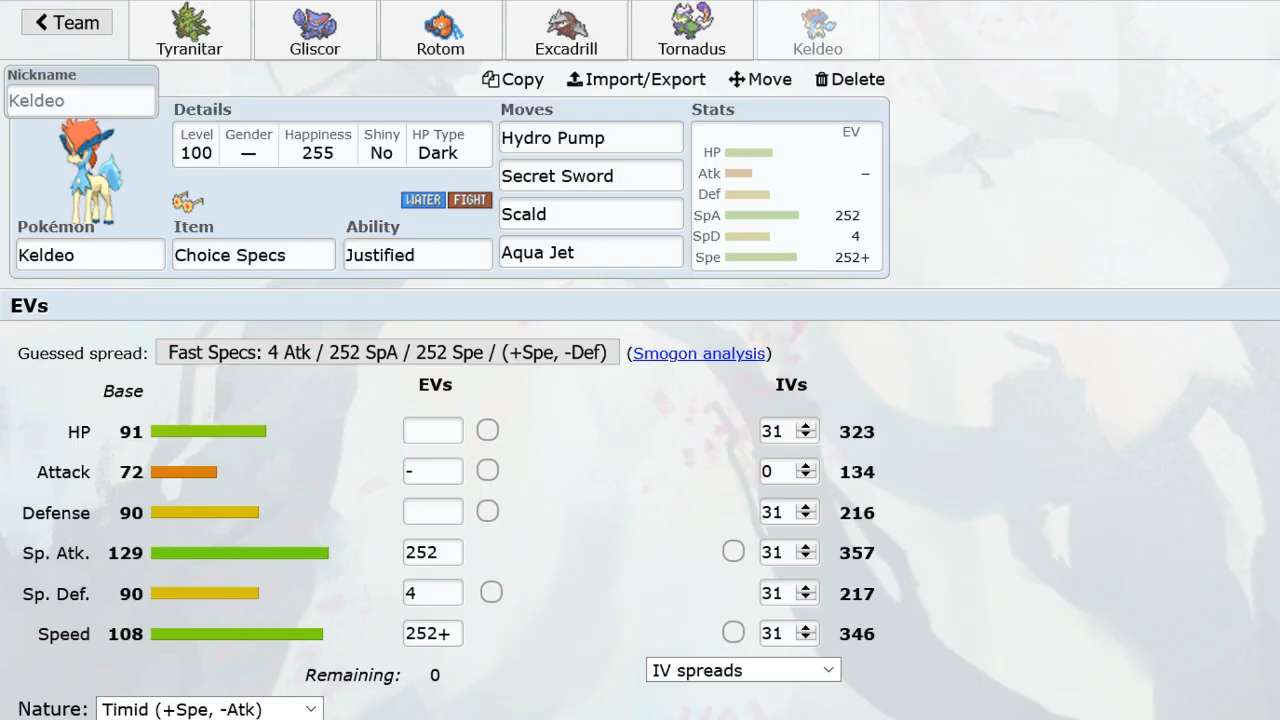 Team
Tyranitar Gliscor Rotom Excadrill Tornadus Keldeo
Copy Import/Export Move Delete
Nickname
Keldeo
Details
Level Gender Happiness Shiny HP Type
100 — 255 No Dark
WATER FIGHT
Pokémon Item Ability
Keldeo Choice Specs Justified
Moves
Hydro Pump
Secret Sword
Scald
Aqua Jet
Stats
EV
HP
Atk –
Def
SpA 252
SpD 4
Spe 252+
EVs
Guessed spread: Fast Specs: 4 Atk / 252 SpA / 252 Spe / (+Spe, -Def) (Smogon analysis)
Base EVs IVs
HP 91 31 323
Attack 72 - 0 134
Defense 90 31 216
Sp. Atk. 129 252 31 357
Sp. Def. 90 4 31 217
Speed 108 252+ 31 346
Remaining: 0 IV spreads
Nature: Timid (+Spe, -Atk)